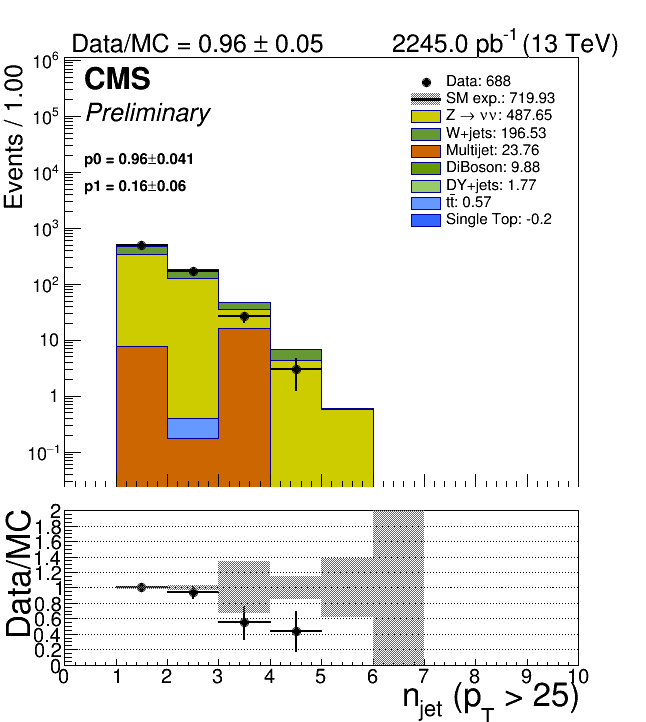 Data/MC = 0.96 ± 0.05 2245.0 pb⁻¹ (13 TeV)
Events / 1.00
10⁶
10⁵
10⁴
10³
10²
10
1
10⁻¹
CMS
Preliminary
p0 = 0.96±0.041
p1 = 0.16±0.06
Data: 688
SM exp.: 719.93
Z → νν: 487.65
W+jets: 196.53
Multijet: 23.76
DiBoson: 9.88
DY+jets: 1.77
tt̄: 0.57
Single Top: -0.2
Data/MC
2
1.8
1.6
1.4
1.2
1
0.8
0.6
0.4
0.2
0
0 1 2 3 4 5 6 7 8 9 10
n_jet (p_T > 25)